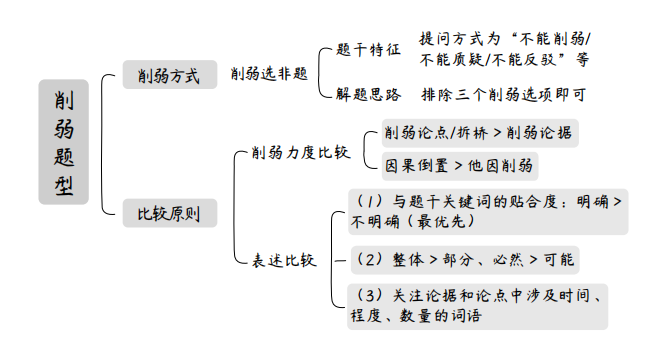 削弱题型
削弱方式
削弱选非题
题干特征
提问方式为“不能削弱/
不能质疑/不能反驳”等
解题思路
排除三个削弱选项即可
比较原则
削弱力度比较
削弱论点/拆桥＞削弱论据
因果倒置＞他因削弱
表述比较
（1）与题干关键词的贴合度：明确＞
不明确（最优先）
（2）整体＞部分、必然＞可能
（3）关注论据和论点中涉及时间、
程度、数量的词语